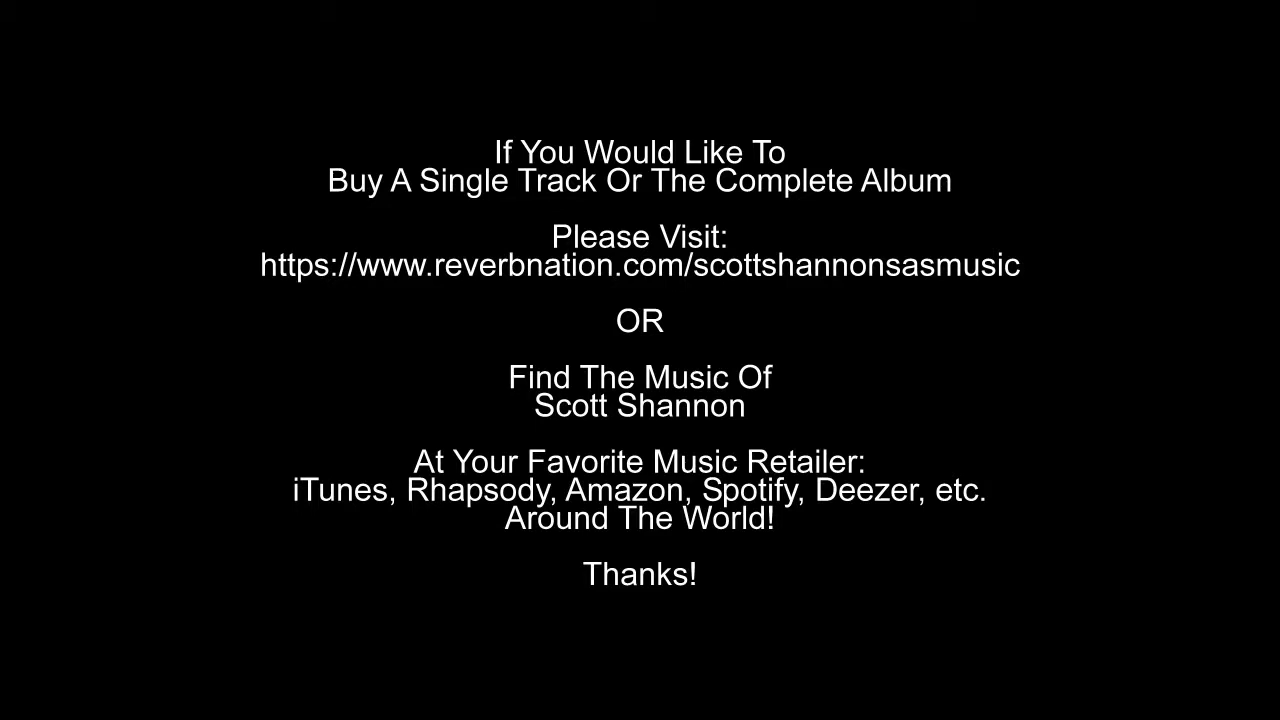 If You Would Like To
Buy A Single Track Or The Complete Album
Please Visit:
https://www.reverbnation.com/scottshannonsasmusic
OR
Find The Music Of
Scott Shannon
At Your Favorite Music Retailer:
iTunes, Rhapsody, Amazon, Spotify, Deezer, etc.
Around The World!
Thanks!